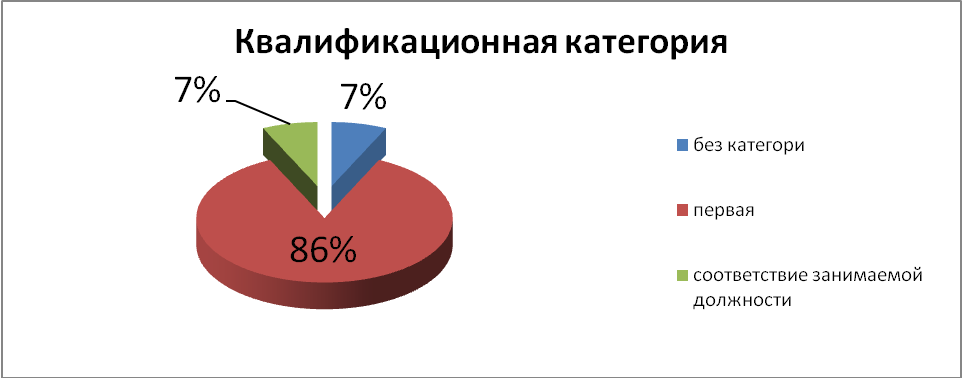 Квалификационная категория
7%
7%
86%
без категори
первая
соответствие занимаемой
должности